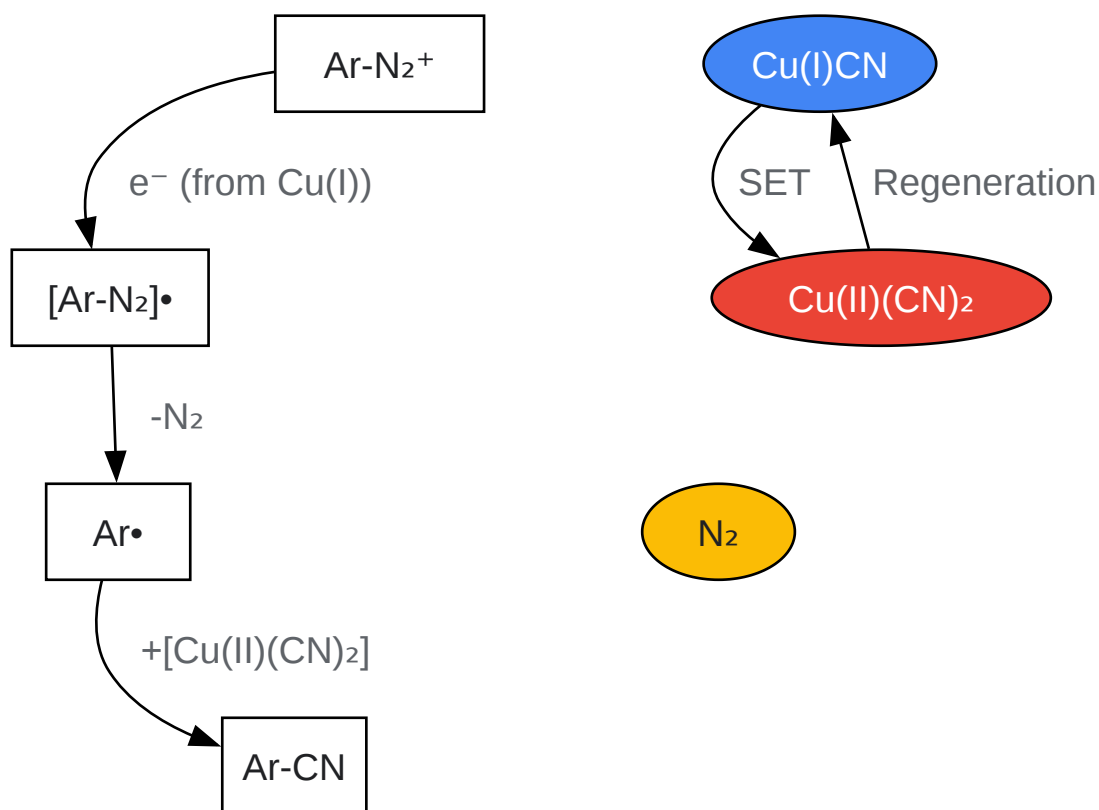 Ar-N₂⁺
Cu(I)CN
e⁻ (from Cu(I))
SET
Regeneration
[Ar-N₂]•
Cu(II)(CN)₂
-N₂
Ar•
N₂
+[Cu(II)(CN)₂]
Ar-CN